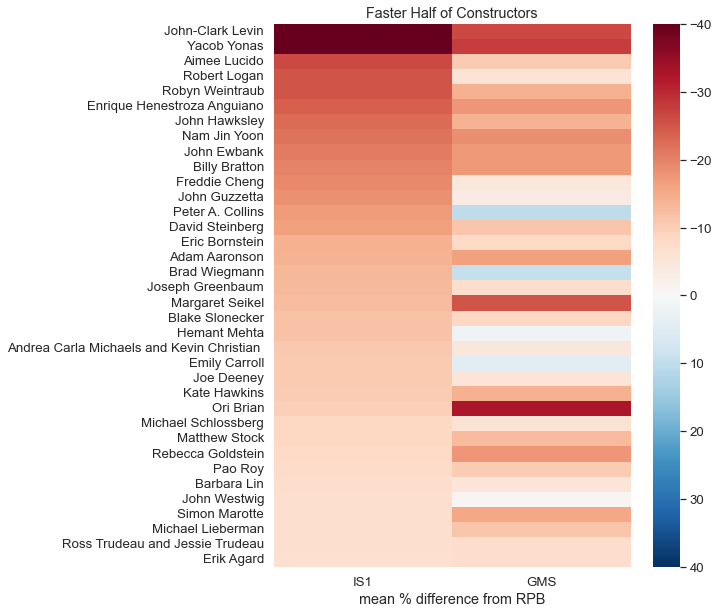 Faster Half of Constructors
John-Clark Levin
Yacob Yonas
Aimee Lucido
Robert Logan
Robyn Weintraub
Enrique Henestroza Anguiano
John Hawksley
Nam Jin Yoon
John Ewbank
Billy Bratton
Freddie Cheng
John Guzzetta
Peter A. Collins
David Steinberg
Eric Bornstein
Adam Aaronson
Brad Wiegmann
Joseph Greenbaum
Margaret Seikel
Blake Slonecker
Hemant Mehta
Andrea Carla Michaels and Kevin Christian
Emily Carroll
Joe Deeney
Kate Hawkins
Ori Brian
Michael Schlossberg
Matthew Stock
Rebecca Goldstein
Pao Roy
Barbara Lin
John Westwig
Simon Marotte
Michael Lieberman
Ross Trudeau and Jessie Trudeau
Erik Agard
IS1 GMS
mean % difference from RPB
−40
−30
−20
−10
0
10
20
30
40